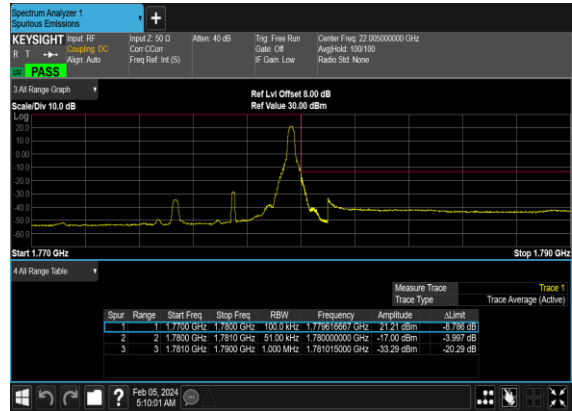 Spectrum Analyzer 1
Spurious Emissions
KEYSIGHT Input: RF Input Z: 50 Ω Atten: 40 dB Trig: Free Run Center Freq: 22.005000000 GHz
R T Coupling: DC Corr CCorr Gate: Off Avg|Hold: 100/100
Align: Auto Freq Ref: Int (S) IF Gain: Low Radio Std: None
PASS
3 All Range Graph Ref Lvl Offset 8.00 dB
Scale/Div 10.0 dB Ref Value 30.00 dBm
Log
20.0
10.0
0.00
-10.0
-20.0
-30.0
-40.0
-50.0
-60.0
Start 1.770 GHz Stop 1.790 GHz
4 All Range Table
Measure Trace Trace 1
Trace Type Trace Average (Active)
Spur Range Start Freq Stop Freq RBW Frequency Amplitude ΔLimit
1 1 1.7700 GHz 1.7800 GHz 100.0 kHz 1.779616667 GHz 21.21 dBm -8.786 dB
2 2 1.7800 GHz 1.7810 GHz 51.00 kHz 1.780000000 GHz -17.00 dBm -3.997 dB
3 3 1.7810 GHz 1.7900 GHz 1.000 MHz 1.781015000 GHz -33.29 dBm -20.29 dB
? Feb 05, 2024
5:10:01 AM